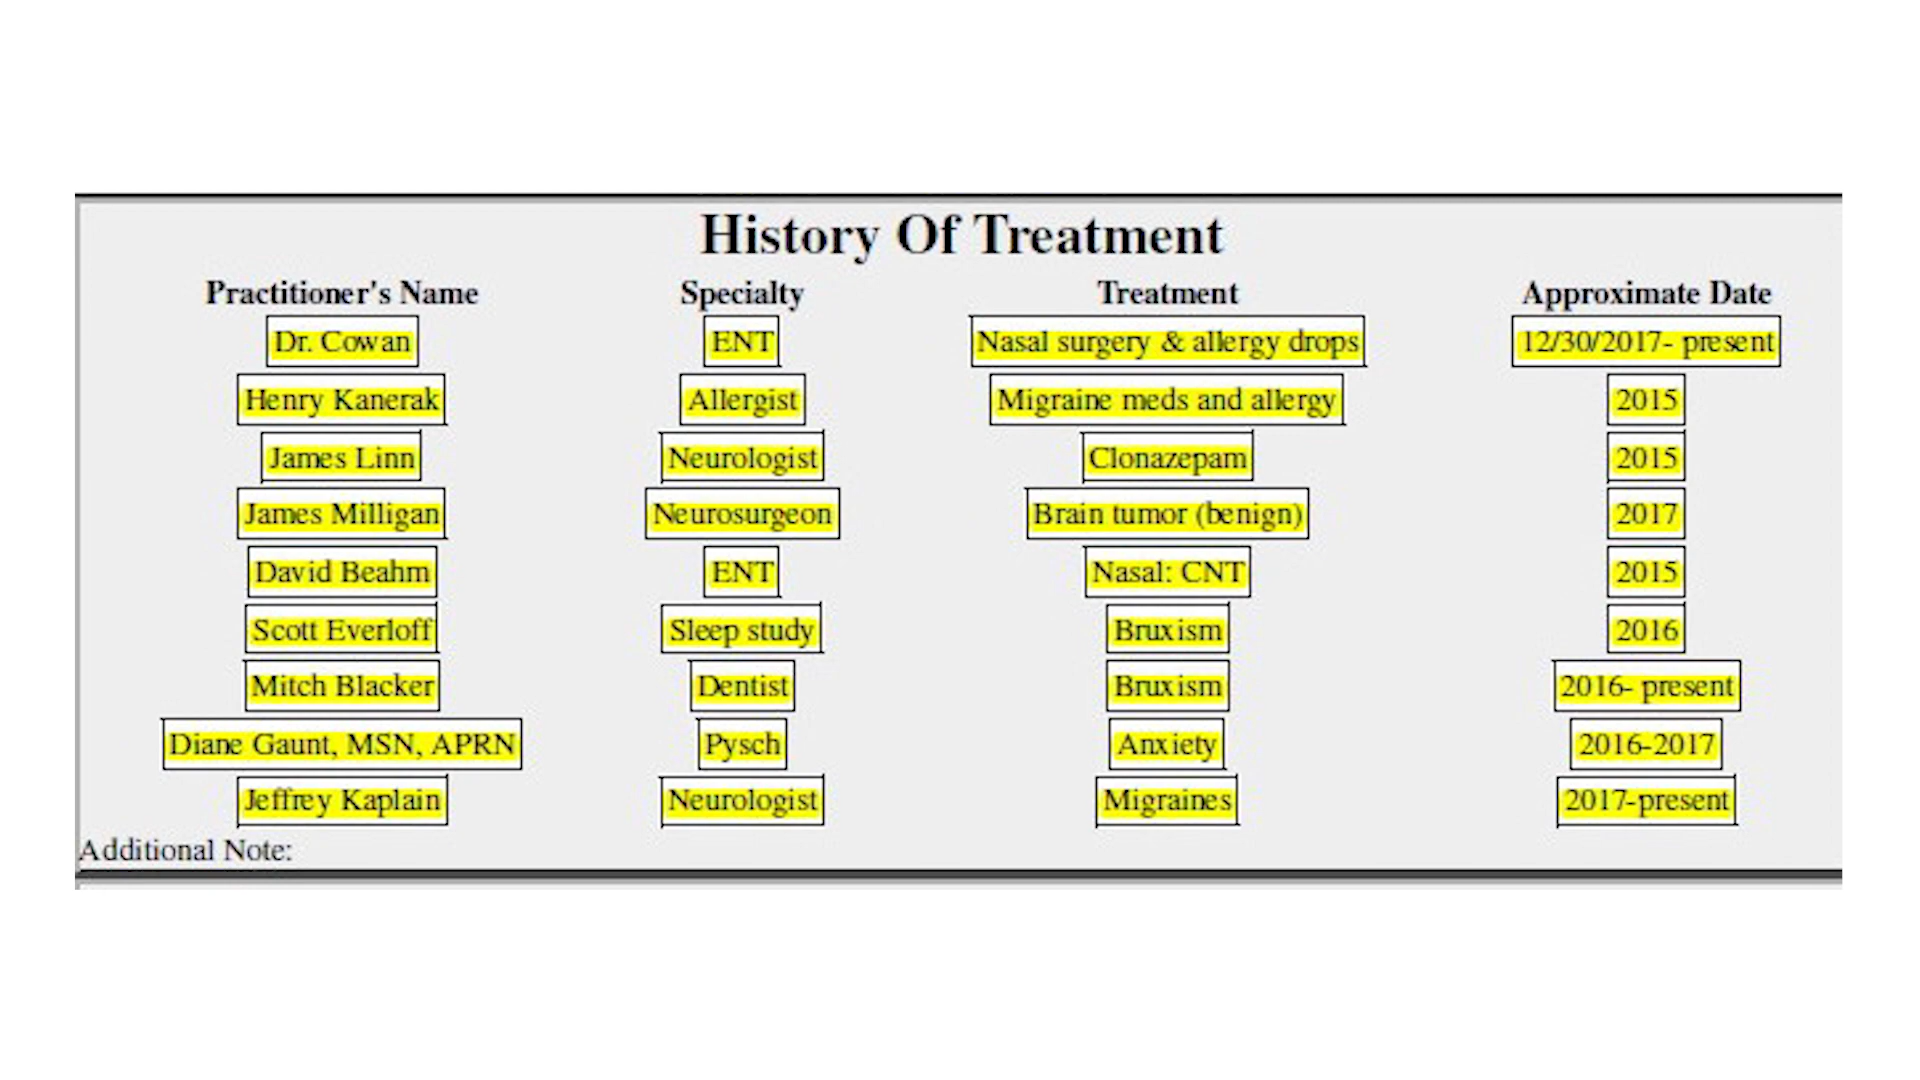 History Of Treatment
Practitioner's Name Specialty Treatment Approximate Date
Dr. Cowan ENT Nasal surgery & allergy drops 12/30/2017- present
Henry Kanerak Allergist Migraine meds and allergy 2015
James Linn Neurologist Clonazepam 2015
James Milligan Neurosurgeon Brain tumor (benign) 2017
David Beahm ENT Nasal: CNT 2015
Scott Everloff Sleep study Bruxism 2016
Mitch Blacker Dentist Bruxism 2016- present
Diane Gaunt, MSN, APRN Pysch Anxiety 2016-2017
Jeffrey Kaplain Neurologist Migraines 2017-present
Additional Note: